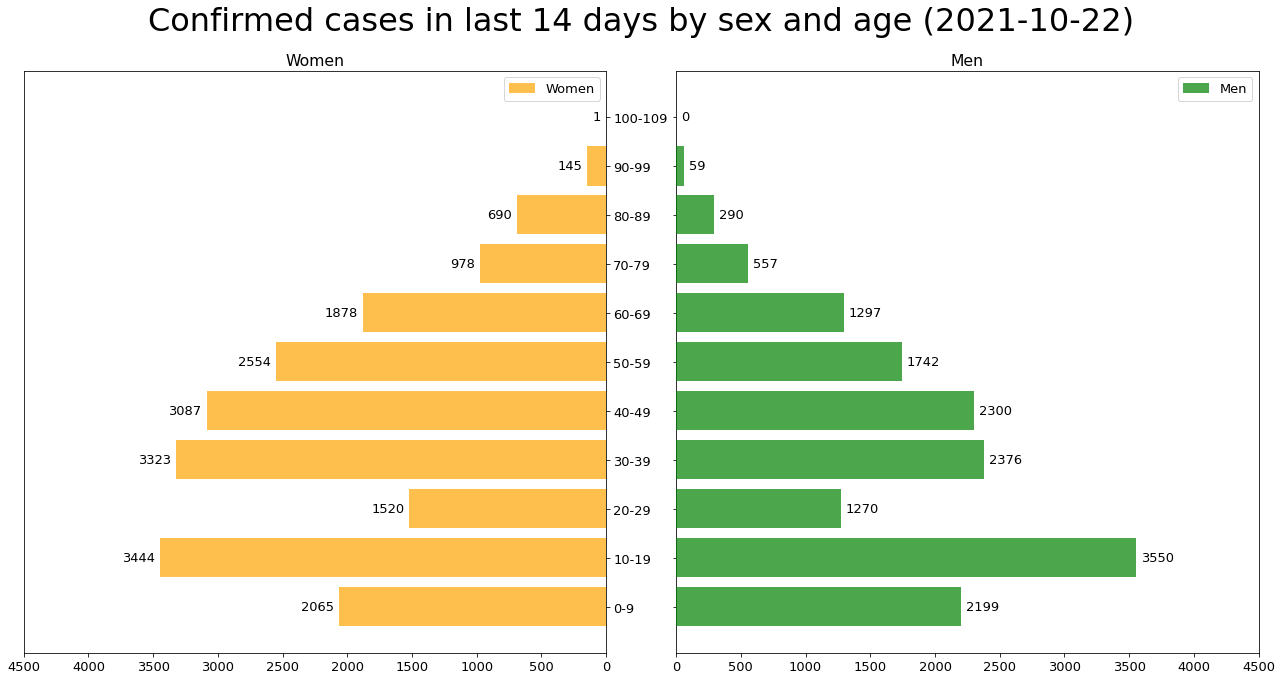 Confirmed cases in last 14 days by sex and age (2021-10-22)
Women Men
Women Men
1 100-109 0
145 90-99 59
690 80-89 290
978 70-79 557
1878 60-69 1297
2554 50-59 1742
3087 40-49 2300
3323 30-39 2376
1520 20-29 1270
3444 10-19 3550
2065 0-9 2199
4500 4000 3500 3000 2500 2000 1500 1000 500 0 0 500 1000 1500 2000 2500 3000 3500 4000 4500